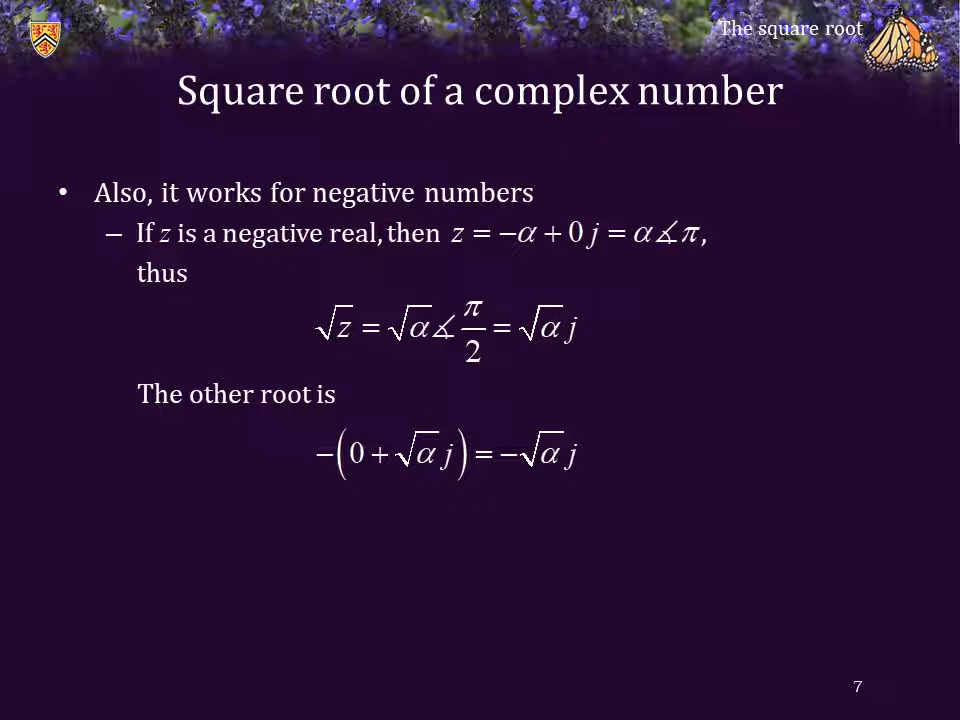 The square root
Square root of a complex number
• Also, it works for negative numbers
– If z is a negative real, then z = −α + 0 j = α∡π,
thus
√z = √α∡π/2 = √α j
The other root is
−(0 + √α j) = −√α j
7